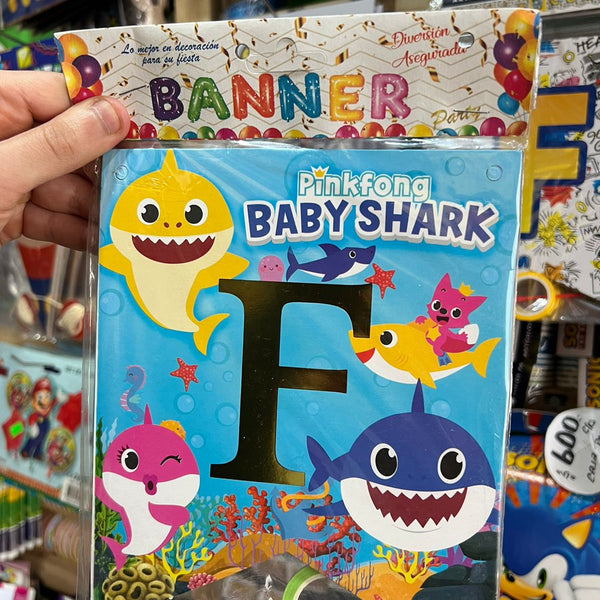 Lo mejor en decoración
para su fiesta
Diversión
Asegurada
BANNER
Party
Pinkfong
BABY SHARK
F
600